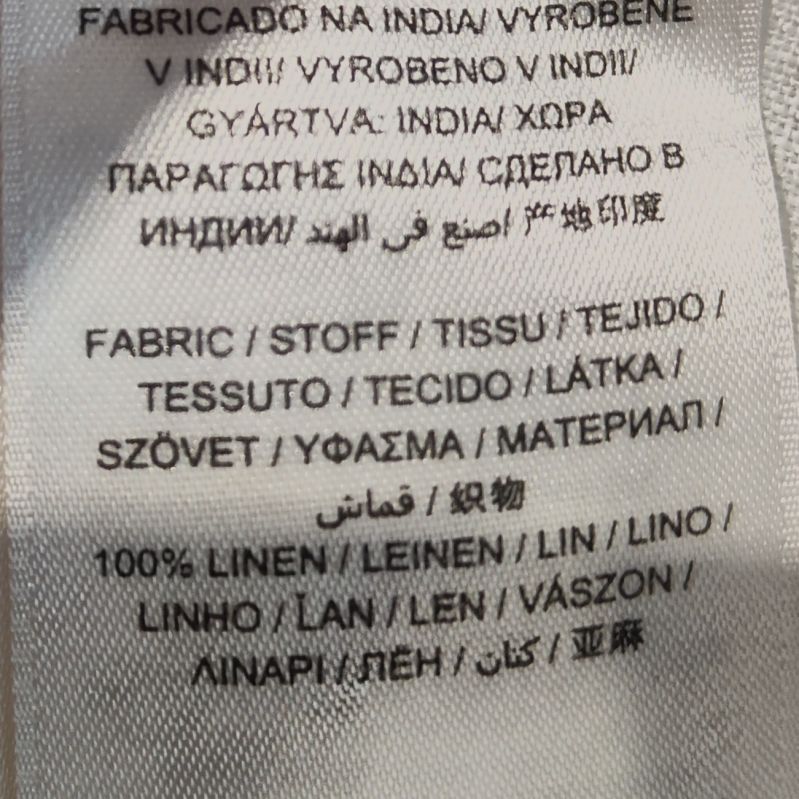 FABRICADO NA INDIA/ VYROBENE
V INDII/ VYROBENO V INDII/
GYÁRTVA: INDIA/ ΧΩΡΑ
ΠΑΡΑΓΩΓΗΣ ΙΝΔΙΑ/ СДЕЛАНО В
ИНДИИ/ صنع في الهند/ 产地印度
FABRIC / STOFF / TISSU / TEJIDO /
TESSUTO / TECIDO / LÁTKA /
SZÖVET / ΥΦΑΣΜΑ / МАТЕРИАЛ /
قماش / 织物
100% LINEN / LEINEN / LIN / LINO /
LINHO / ĽAN / LEN / VÁSZON /
ΛΙΝΑΡΙ / ЛЁН / كتان / 亚麻